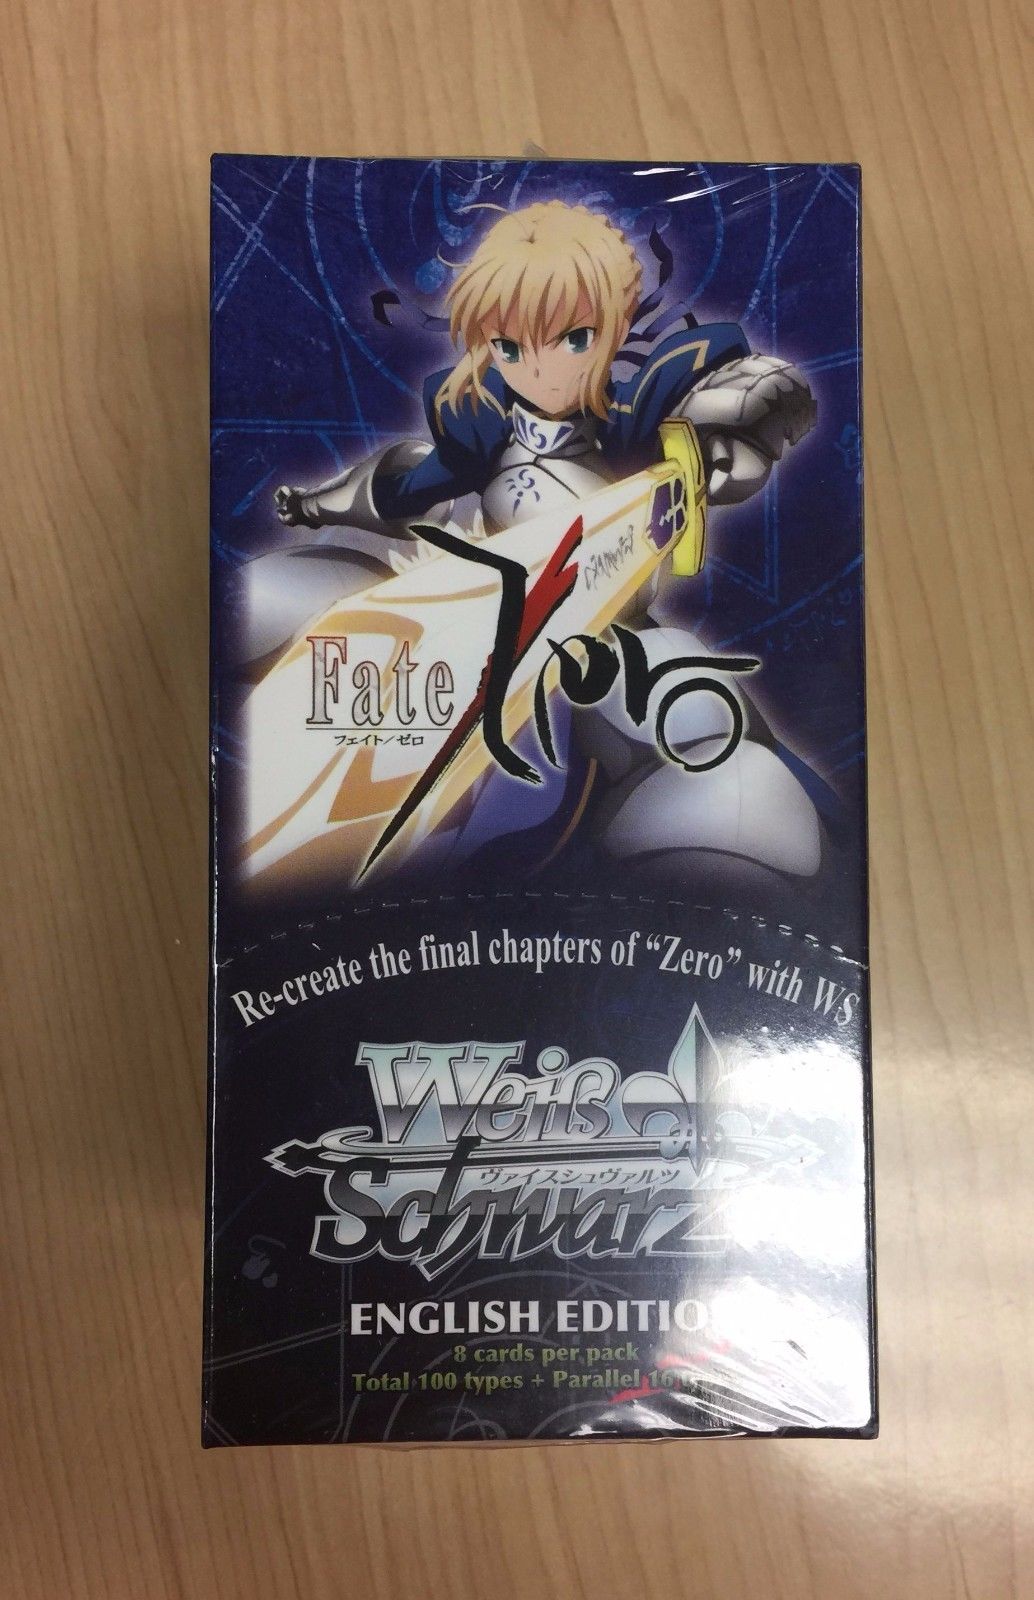 Fate/Zero
フェイト/ゼロ
Re-create the final chapters of “Zero” with WS
Weiß
ヴァイスシュヴァルツ
Schwarz
ENGLISH EDITIO
8 cards per pack
Total 100 types + Parallel 16